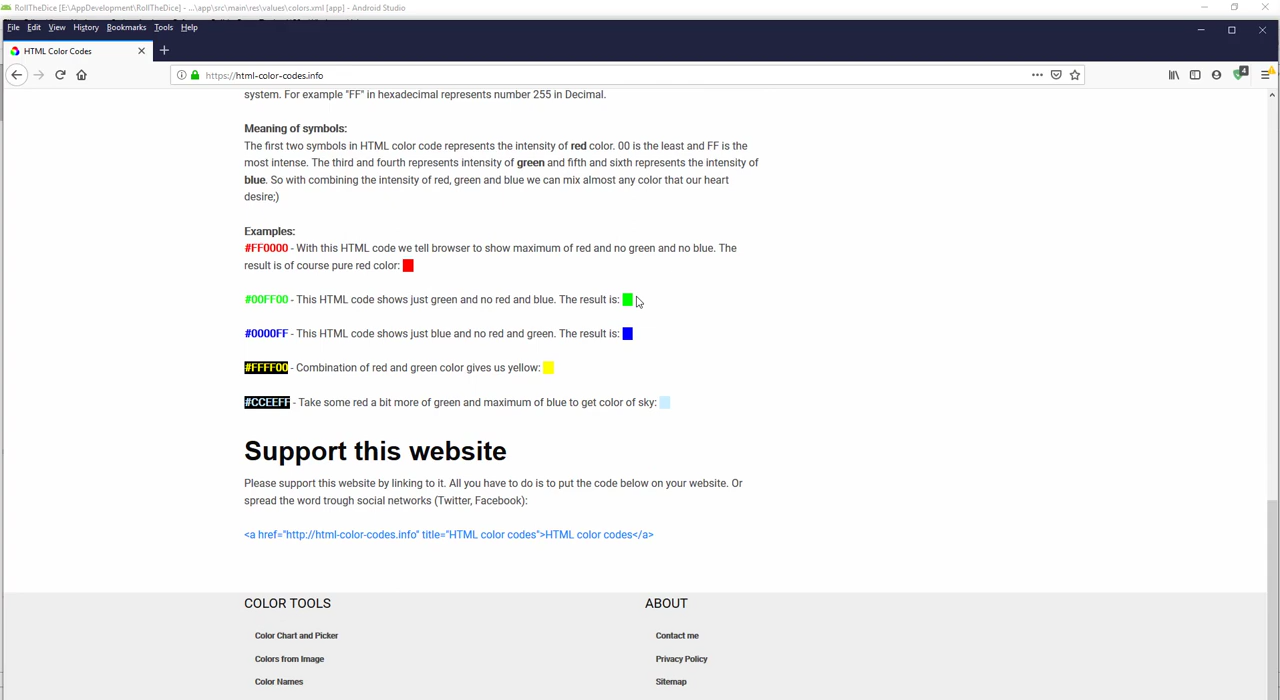 RollTheDice [E:\AppDevelopment\RollTheDice] - ...\app\src\main\res\values\colors.xml [app] - Android Studio
File Edit View History Bookmarks Tools Help
HTML Color Codes
https://html-color-codes.info
4
system. For example "FF" in hexadecimal represents number 255 in Decimal.
Meaning of symbols:
The first two symbols in HTML color code represents the intensity of red color. 00 is the least and FF is the
most intense. The third and fourth represents intensity of green and fifth and sixth represents the intensity of
blue. So with combining the intensity of red, green and blue we can mix almost any color that our heart
desire;)
Examples:
#FF0000 - With this HTML code we tell browser to show maximum of red and no green and no blue. The
result is of course pure red color:
#00FF00 - This HTML code shows just green and no red and blue. The result is:
#0000FF - This HTML code shows just blue and no red and green. The result is:
#FFFF00 - Combination of red and green color gives us yellow:
#CCEEFF - Take some red a bit more of green and maximum of blue to get color of sky:
Support this website
Please support this website by linking to it. All you have to do is to put the code below on your website. Or
spread the word trough social networks (Twitter, Facebook):
<a href="http://html-color-codes.info" title="HTML color codes">HTML color codes</a>
COLOR TOOLS
Color Chart and Picker
Colors from Image
Color Names
ABOUT
Contact me
Privacy Policy
Sitemap